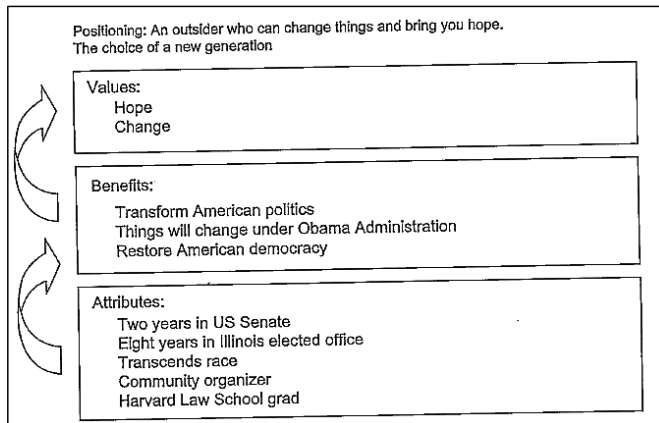 Positioning: An outsider who can change things and bring you hope.
The choice of a new generation
Values:
Hope
Change
Benefits:
Transform American politics
Things will change under Obama Administration
Restore American democracy
Attributes:
Two years in US Senate
Eight years in Illinois elected office
Transcends race
Community organizer
Harvard Law School grad